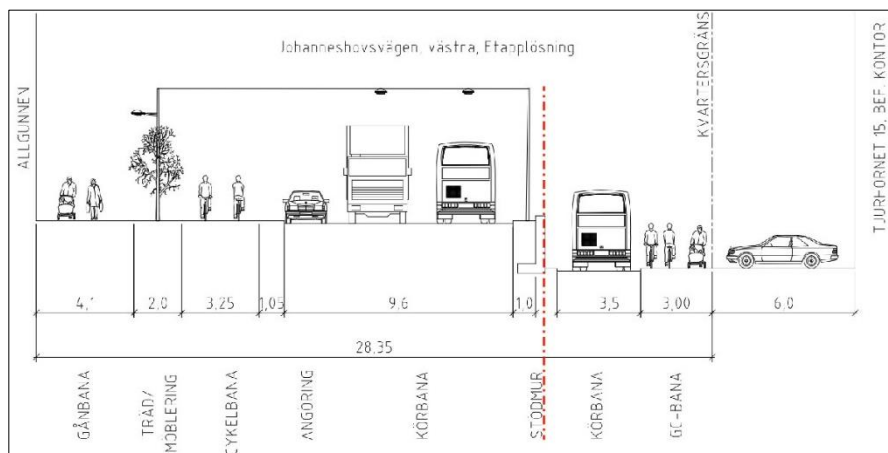 Johanneshovsvägen, västra, Etapplösning
ALLGUNNEN
KVARTERSGRÄNS
TJURHORNET 15, BEF. KONTOR
2,0
3,25
1,05
9,6
1,0
3,5
3,00
6,0
28,35
GÅNBANA
TRÄD/
MÖBLERING
CYKELBANA
ANGÖRING
KÖRBANA
STÖDMUR
KÖRBANA
GC-BANA